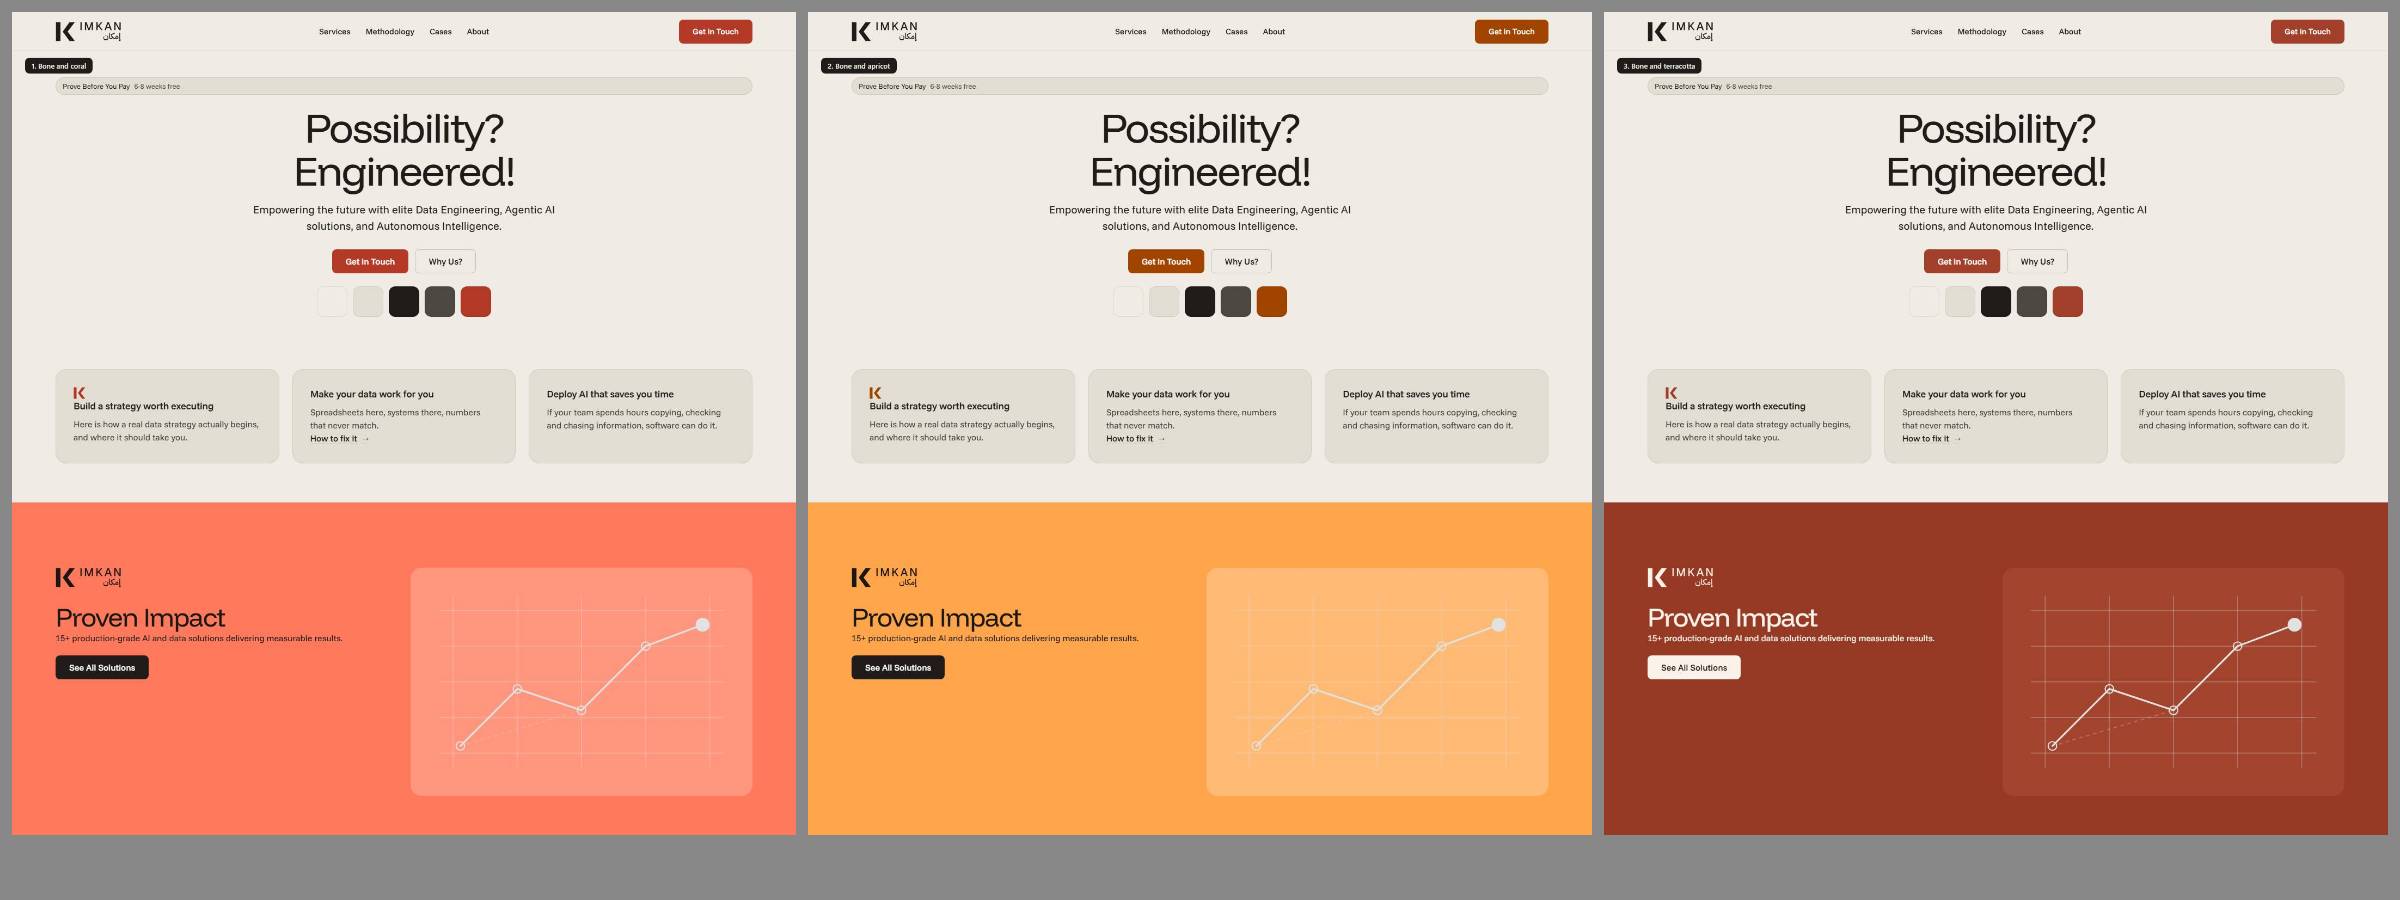 IMKAN
إمكان
Services Methodology Cases About
Get in Touch
1. Bone and coral
Prove Before You Pay 6-8 weeks free
Possibility?
Engineered!
Empowering the future with elite Data Engineering, Agentic AI
solutions, and Autonomous Intelligence.
Get in Touch Why Us?
Build a strategy worth executing
Here is how a real data strategy actually begins,
and where it should take you.
Make your data work for you
Spreadsheets here, systems there, numbers
that never match.
How to fix it →
Deploy AI that saves you time
If your team spends hours copying, checking
and chasing information, software can do it.
IMKAN
إمكان
Proven Impact
15+ production-grade AI and data solutions delivering measurable results.
See All Solutions
IMKAN
إمكان
Services Methodology Cases About
Get in Touch
2. Bone and apricot
Prove Before You Pay 6-8 weeks free
Possibility?
Engineered!
Empowering the future with elite Data Engineering, Agentic AI
solutions, and Autonomous Intelligence.
Get in Touch Why Us?
Build a strategy worth executing
Here is how a real data strategy actually begins,
and where it should take you.
Make your data work for you
Spreadsheets here, systems there, numbers
that never match.
How to fix it →
Deploy AI that saves you time
If your team spends hours copying, checking
and chasing information, software can do it.
IMKAN
إمكان
Proven Impact
15+ production-grade AI and data solutions delivering measurable results.
See All Solutions
IMKAN
إمكان
Services Methodology Cases About
Get in Touch
3. Bone and terracotta
Prove Before You Pay 6-8 weeks free
Possibility?
Engineered!
Empowering the future with elite Data Engineering, Agentic AI
solutions, and Autonomous Intelligence.
Get in Touch Why Us?
Build a strategy worth executing
Here is how a real data strategy actually begins,
and where it should take you.
Make your data work for you
Spreadsheets here, systems there, numbers
that never match.
How to fix it →
Deploy AI that saves you time
If your team spends hours copying, checking
and chasing information, software can do it.
IMKAN
إمكان
Proven Impact
15+ production-grade AI and data solutions delivering measurable results.
See All Solutions